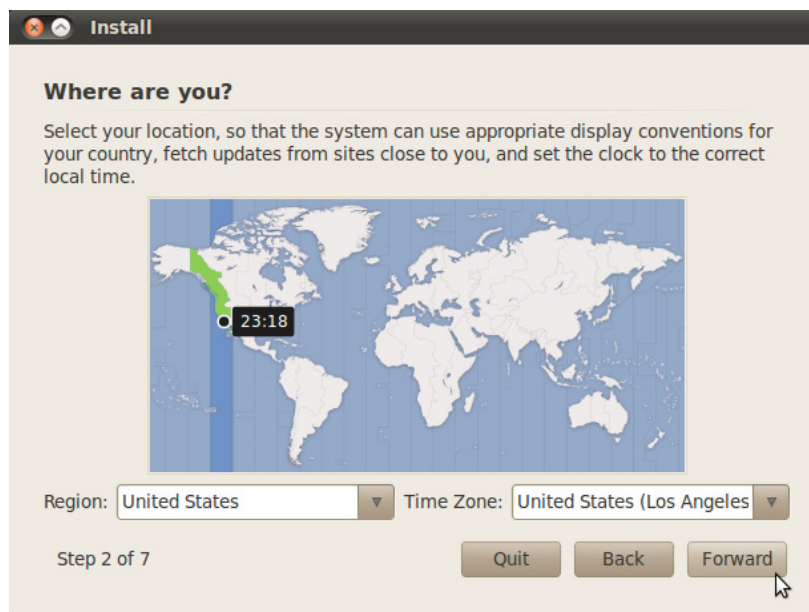 Install
Where are you?
Select your location, so that the system can use appropriate display conventions for
your country, fetch updates from sites close to you, and set the clock to the correct
local time.
23:18
Region: United States Time Zone: United States (Los Angeles
Step 2 of 7 Quit Back Forward